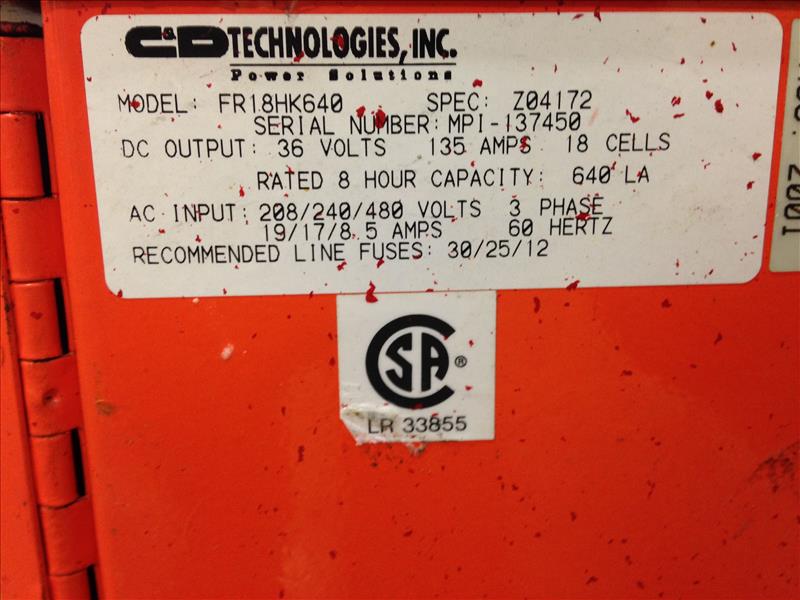 C&D TECHNOLOGIES, INC.
Power Solutions
MODEL: FR18HK640 SPEC: Z04172
SERIAL NUMBER: MPI-137450
DC OUTPUT: 36 VOLTS 135 AMPS 18 CELLS
RATED 8 HOUR CAPACITY: 640 LA
AC INPUT: 208/240/480 VOLTS 3 PHASE
19/17/8.5 AMPS 60 HERTZ
RECOMMENDED LINE FUSES: 30/25/12
CSA ®
LR 33855